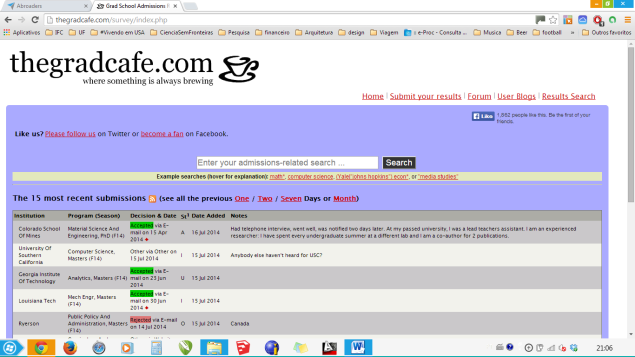 Abreaders
Grad School Admissions R
thegradcafe.com/survey/index.php
Aplicativos IFC UF *Vivendo em USA CienciaSemFronteiras Pesquisa financeiro Arquitetura design Viagem :: e-Proc - Consulta ... Musica Beer football » Outros favoritos
thegradcafe.com
where something is always brewing
Home | Submit your results | Forum | User Blogs | Results Search
Like 1,662 people like this. Be the first of your friends.
Like us? Please follow us on Twitter or become a fan on Facebook.
Enter your admissions-related search ... Search
Example searches (hover for explanation): math*, computer science, (Yale|"johns hopkins") econ*, or "media studies"
The 15 most recent submissions (see all the previous One / Two / Seven Days or Month)
Institution Program (Season) Decision & Date St1 Date Added Notes
Colorado School Of Mines Material Science And Engineering, PhD (F14) Accepted via E-mail on 15 Apr 2014 A 16 Jul 2014 Had telephone interview, went well, was notified two days later. At my passed university, I was a lead teachers assistant. I am an experienced researcher; I have spent every undergraduate summer at a different lab and I am a co-author for 2 publications.
University Of Southern California Computer Science, Masters (F14) Other via Other on 15 Jul 2014 I 15 Jul 2014 Anybody else haven't heard for USC?
Georgia Institute Of Technology Analytics, Masters (F14) Accepted via E-mail on 23 Jun 2014 U 15 Jul 2014
Louisiana Tech Mech Engr, Masters (F14) Accepted via E-mail on 30 Jun 2014 I 15 Jul 2014
Ryerson Public Policy And Administration, Masters (F14) Rejected via E-mail on 14 Jul 2014 O 15 Jul 2014 Canada
21:06